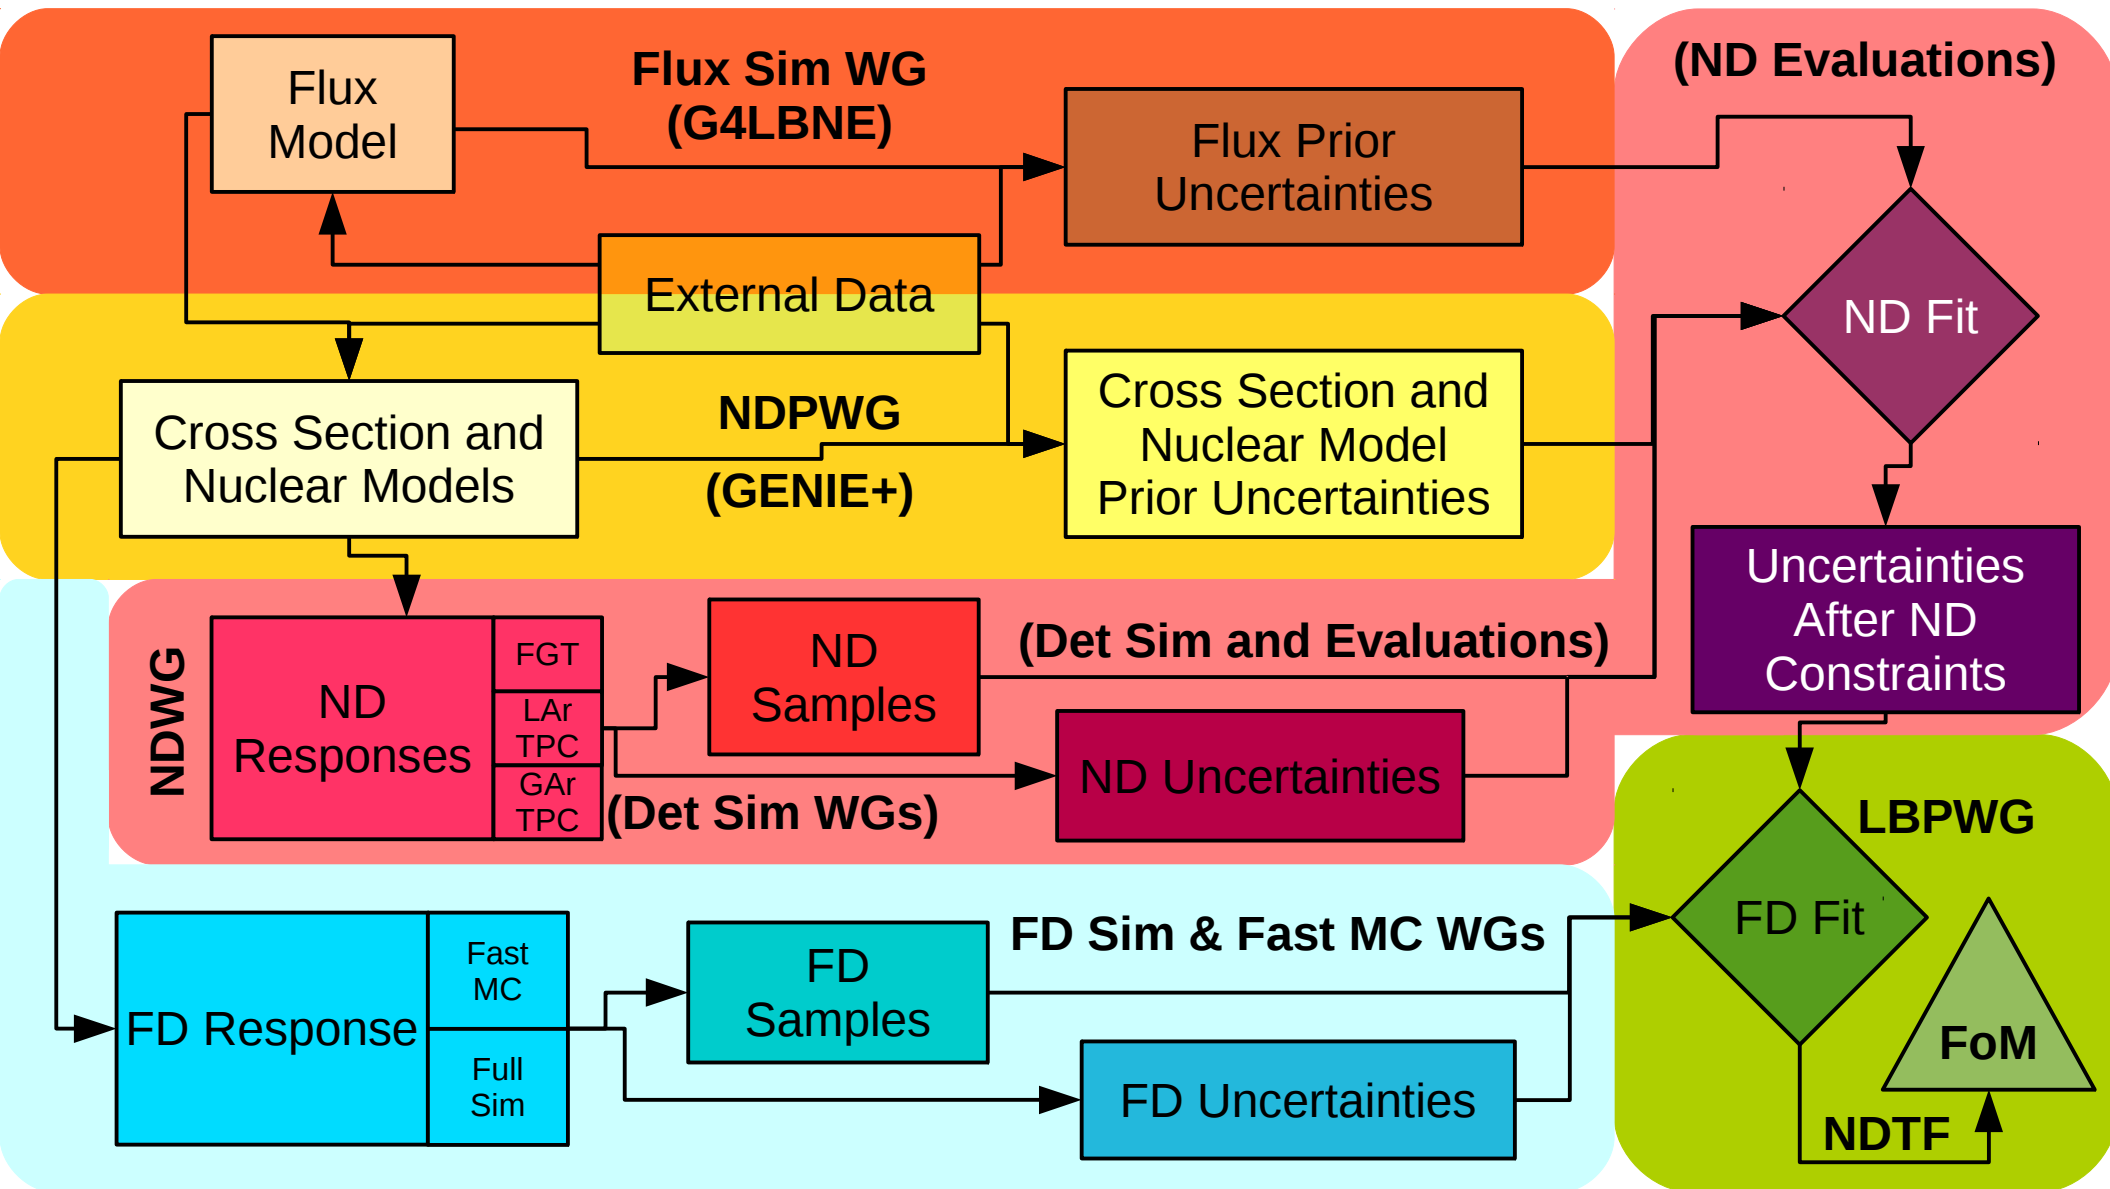 Flux
Model
Flux Sim WG
(G4LBNE)
Flux Prior
Uncertainties
(ND Evaluations)
External Data
ND Fit
Cross Section and
Nuclear Models
NDPWG
(GENIE+)
Cross Section and
Nuclear Model
Prior Uncertainties
Uncertainties
After ND
Constraints
NDWG
ND
Responses
FGT
LAr
TPC
GAr
TPC
ND
Samples
(Det Sim and Evaluations)
ND Uncertainties
(Det Sim WGs)
LBPWG
FD Fit
FoM
NDTF
FD Response
Fast
MC
Full
Sim
FD
Samples
FD Sim & Fast MC WGs
FD Uncertainties